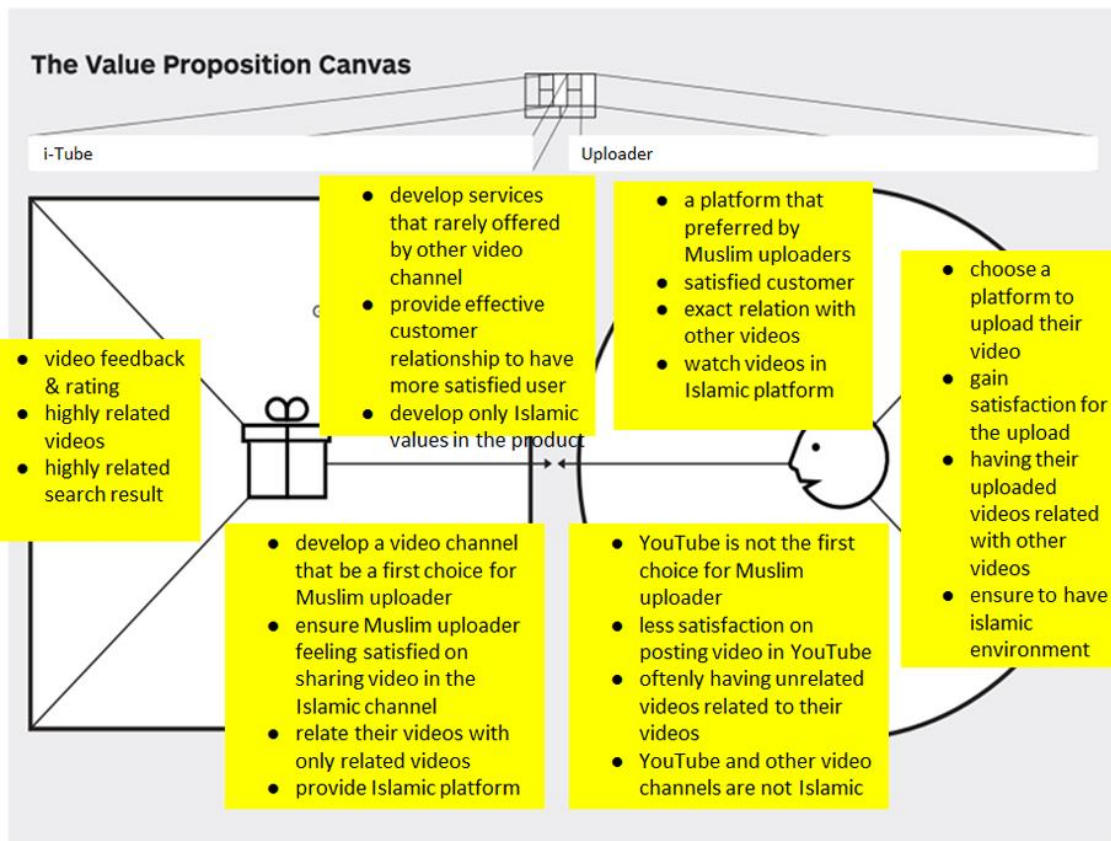 The Value Proposition Canvas
i-Tube
Uploader
● video feedback
& rating
● highly related
videos
● highly related
search result
● develop services
that rarely offered
by other video
channel
● provide effective
customer
relationship to have
more satisfied user
● develop only Islamic
values in the product
● develop a video channel
that be a first choice for
Muslim uploader
● ensure Muslim uploader
feeling satisfied on
sharing video in the
Islamic channel
● relate their videos with
only related videos
● provide Islamic platform
● a platform that
preferred by
Muslim uploaders
● satisfied customer
● exact relation with
other videos
● watch videos in
Islamic platform
● YouTube is not the first
choice for Muslim
uploader
● less satisfaction on
posting video in YouTube
● oftenly having unrelated
videos related to their
videos
● YouTube and other video
channels are not Islamic
● choose a
platform to
upload their
video
● gain
satisfaction for
the upload
● having their
uploaded
videos related
with other
videos
● ensure to have
islamic
environment